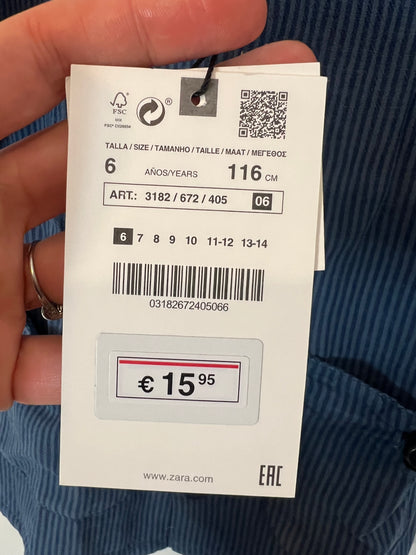 FSC
MIX
®
TALLA / SIZE / TAMANHO / TAILLE / MAAT / ΜΕΓΕΘΟΣ
6 AÑOS/YEARS 116 CM
ART.: 3182 / 672 / 405 06
6 7 8 9 10 11-12 13-14
03182672405066
€ 15 95
www.zara.com EAC